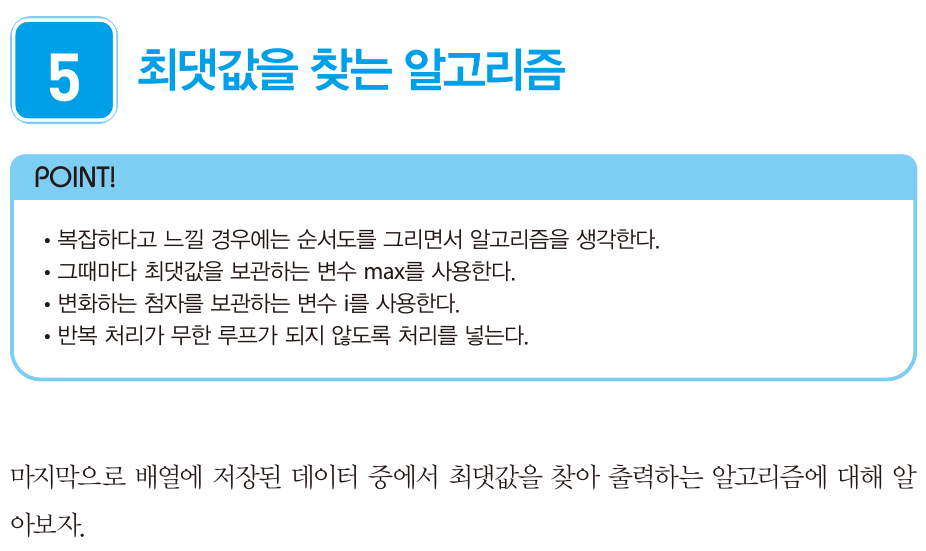 5 최댓값을 찾는 알고리즘
POINT!
• 복잡하다고 느낄 경우에는 순서도를 그리면서 알고리즘을 생각한다.
• 그때마다 최댓값을 보관하는 변수 max를 사용한다.
• 변화하는 첨자를 보관하는 변수 i를 사용한다.
• 반복 처리가 무한 루프가 되지 않도록 처리를 넣는다.
마지막으로 배열에 저장된 데이터 중에서 최댓값을 찾아 출력하는 알고리즘에 대해 알
아보자.